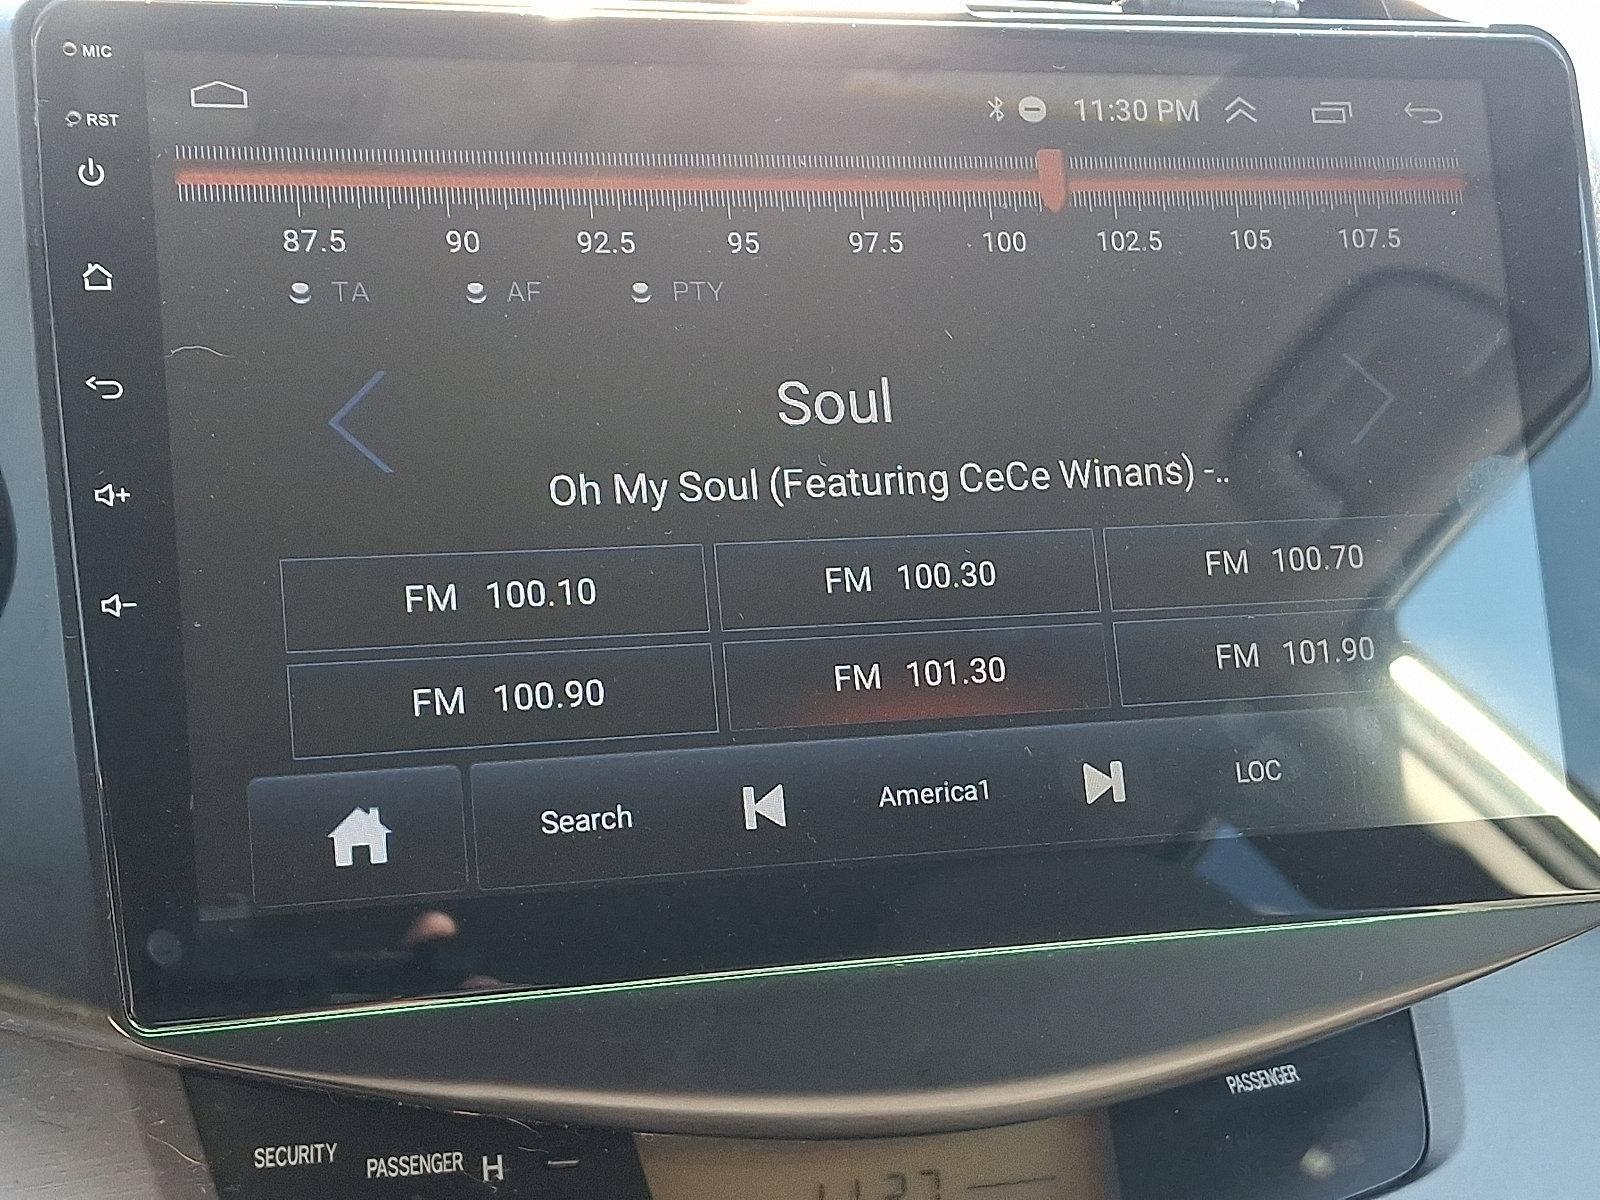 MIC
11:30 PM
RST
87.5 90 92.5 95 97.5 100 102.5 105 107.5
TA AF PTY
Soul
Oh My Soul (Featuring CeCe Winans) -..
FM 100.10 FM 100.30 FM 100.70
FM 100.90 FM 101.30 FM 101.90
Search America1 LOC
PASSENGER
SECURITY PASSENGER